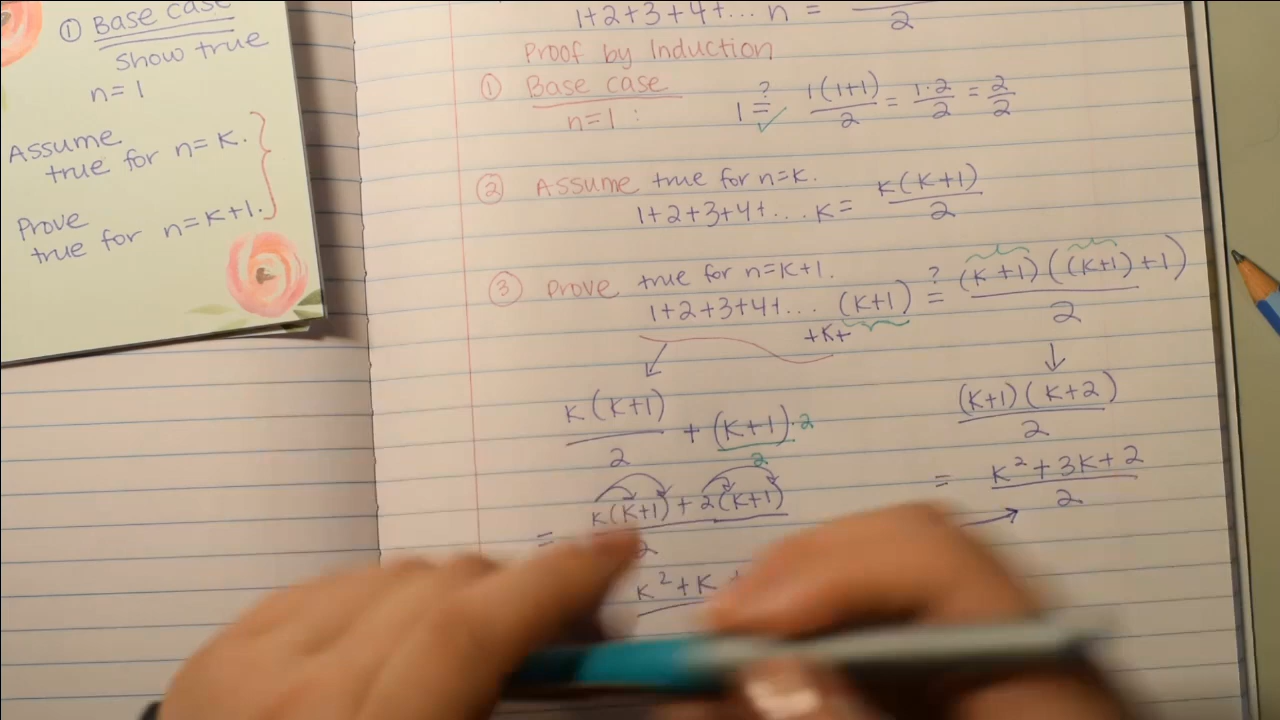 ① Base case
show true
n=1
Assume
true for n=K.
Prove
true for n=K+1.
1+2+3+4+... n =
2
Proof by Induction
① Base case
n=1 :
1 ≟ ✓ 1(1+1)/2 = 1·2/2 = 2/2
② Assume true for n=K.
1+2+3+4+... K = K(K+1)/2
③ Prove true for n=K+1.
1+2+3+4+... (K+1) ≟ (K+1)((K+1)+1)/2
+K+
K(K+1)/2 + (K+1)·2/2
(K+1)(K+2)/2
= K(K+1)+2(K+1)/2
= K²+3K+2/2
K²+K +